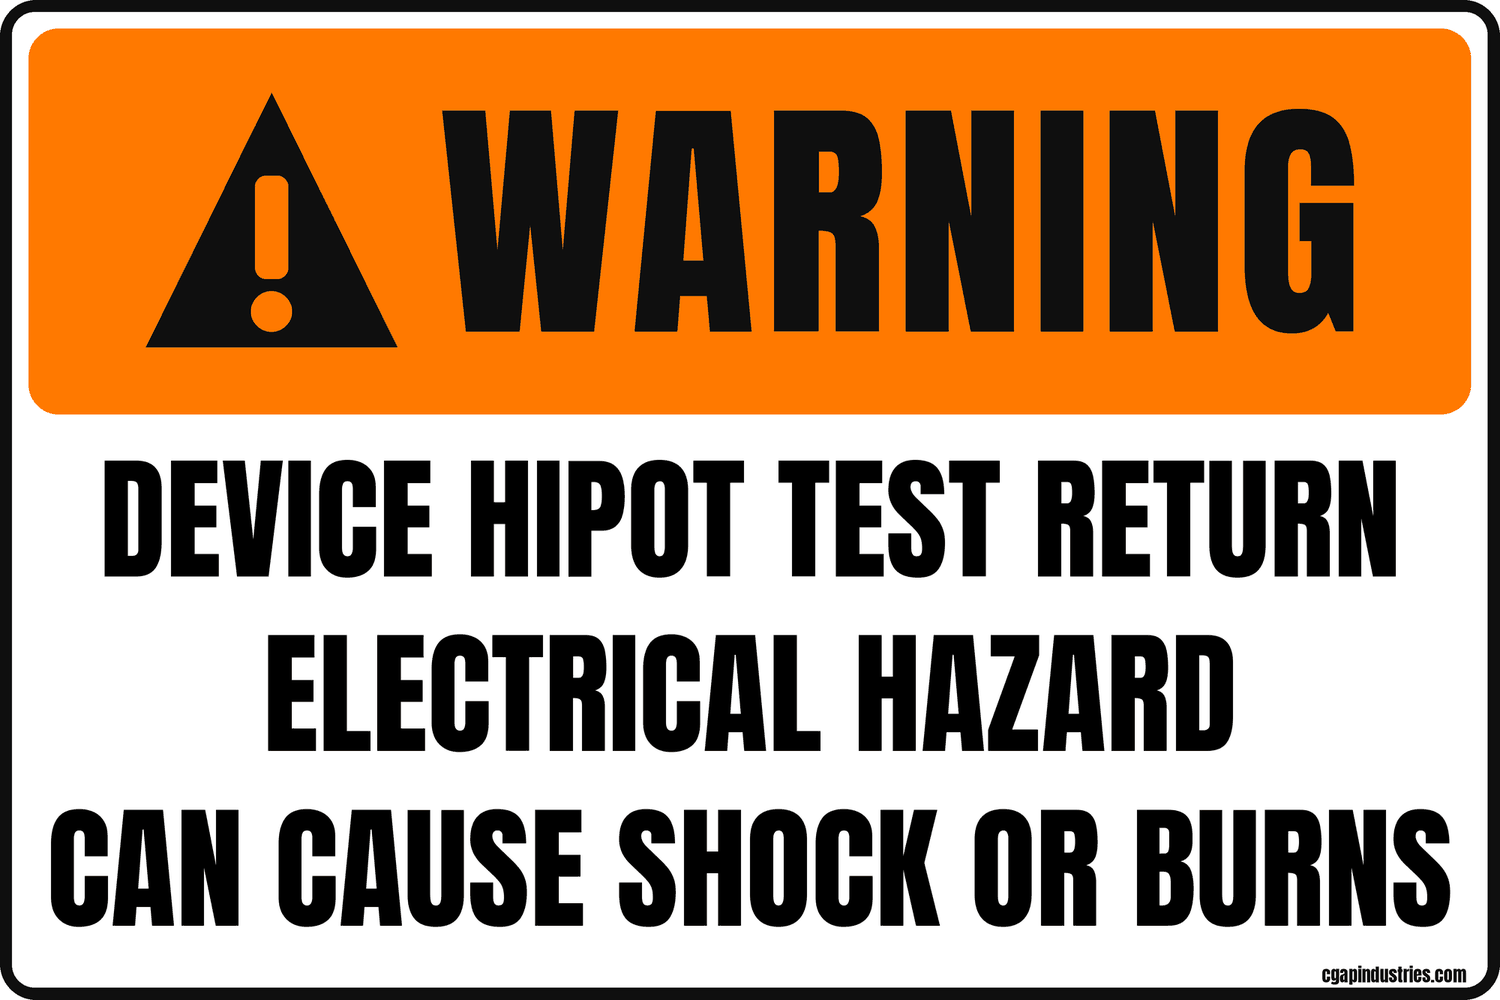 WARNING
DEVICE HIPOT TEST RETURN
ELECTRICAL HAZARD
CAN CAUSE SHOCK OR BURNS
cgapindustries.com